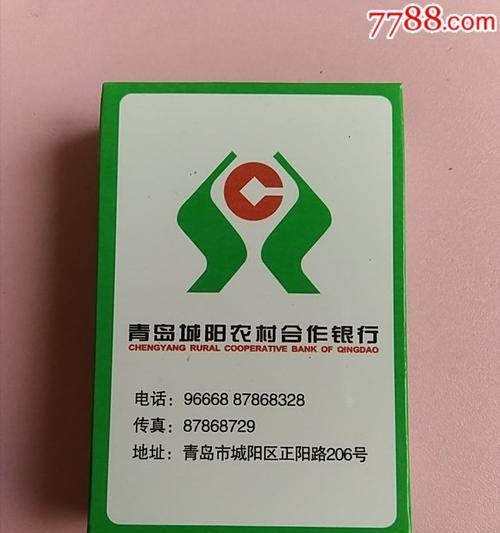 7788.com
青岛城阳农村合作银行
CHENGYANG RURAL COOPERATIVE BANK OF QINGDAO
电话：96668 87868328
传真：87868729
地址：青岛市城阳区正阳路206号